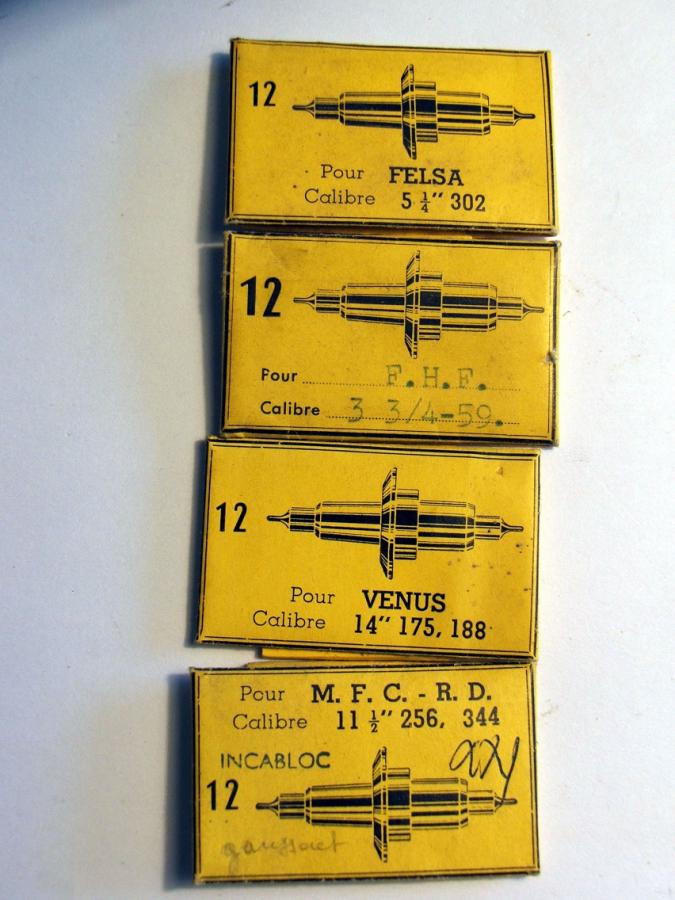 12
Pour FELSA
Calibre 5 1/4" 302
12
Pour F.H.F.
Calibre 3 3/4-59.
12
Pour VENUS
Calibre 14" 175, 188
Pour M. F. C. - R. D.
Calibre 11 1/2" 256, 344
INCABLOC
12